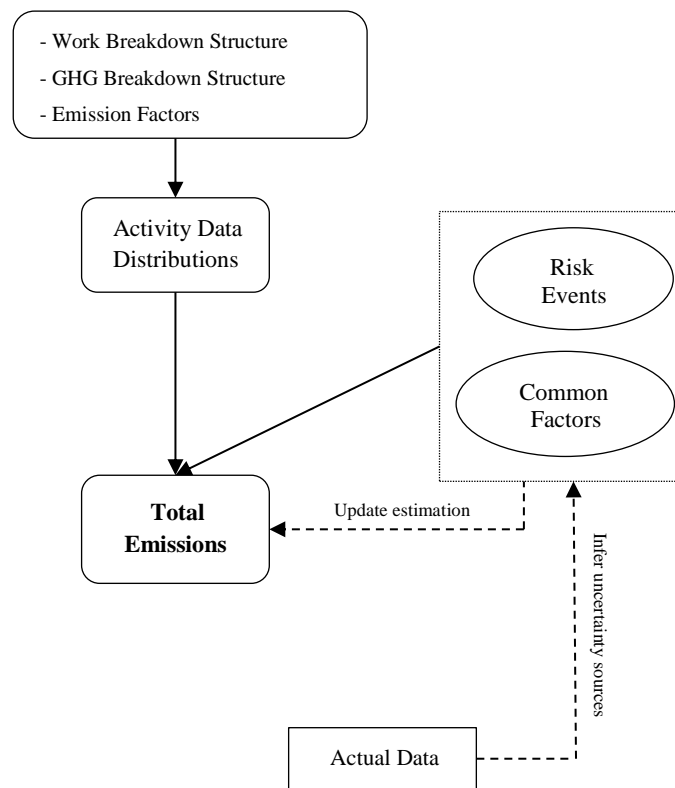 - Work Breakdown Structure
- GHG Breakdown Structure
- Emission Factors
Activity Data
Distributions
Risk
Events
Common
Factors
Total
Emissions
Update estimation
Infer uncertainty sources
Actual Data